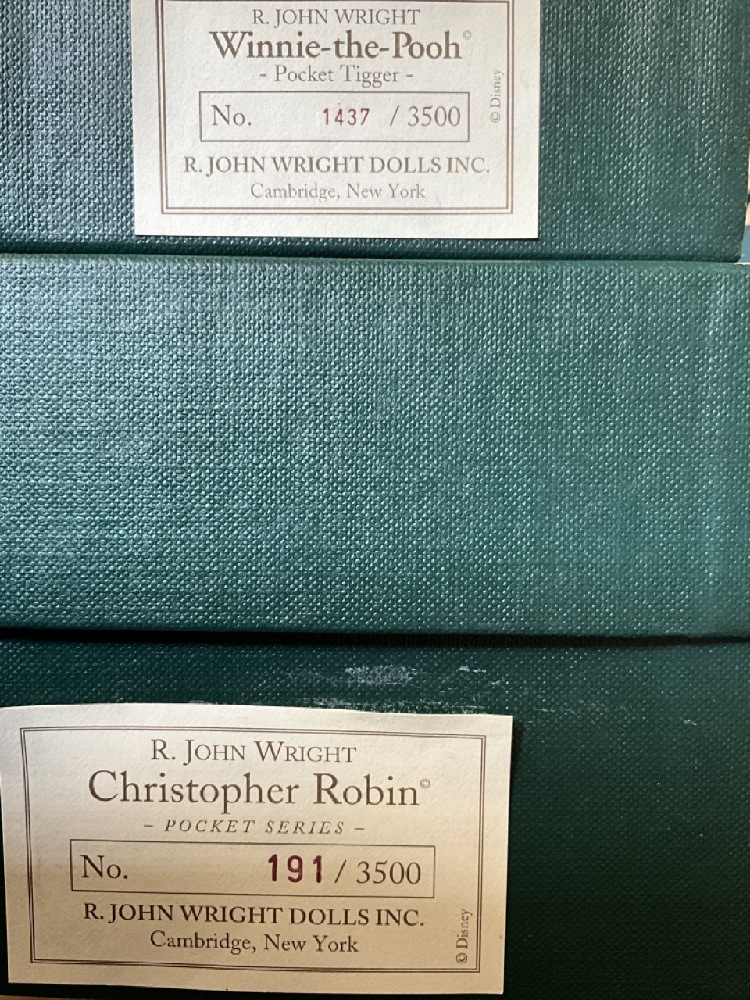 R. JOHN WRIGHT
Winnie-the-Pooh©
- Pocket Tigger -
No. 1437 / 3500
© Disney
R. JOHN WRIGHT DOLLS INC.
Cambridge, New York
R. JOHN WRIGHT
Christopher Robin©
- POCKET SERIES -
No. 191 / 3500
R. JOHN WRIGHT DOLLS INC.
Cambridge, New York
© Disney